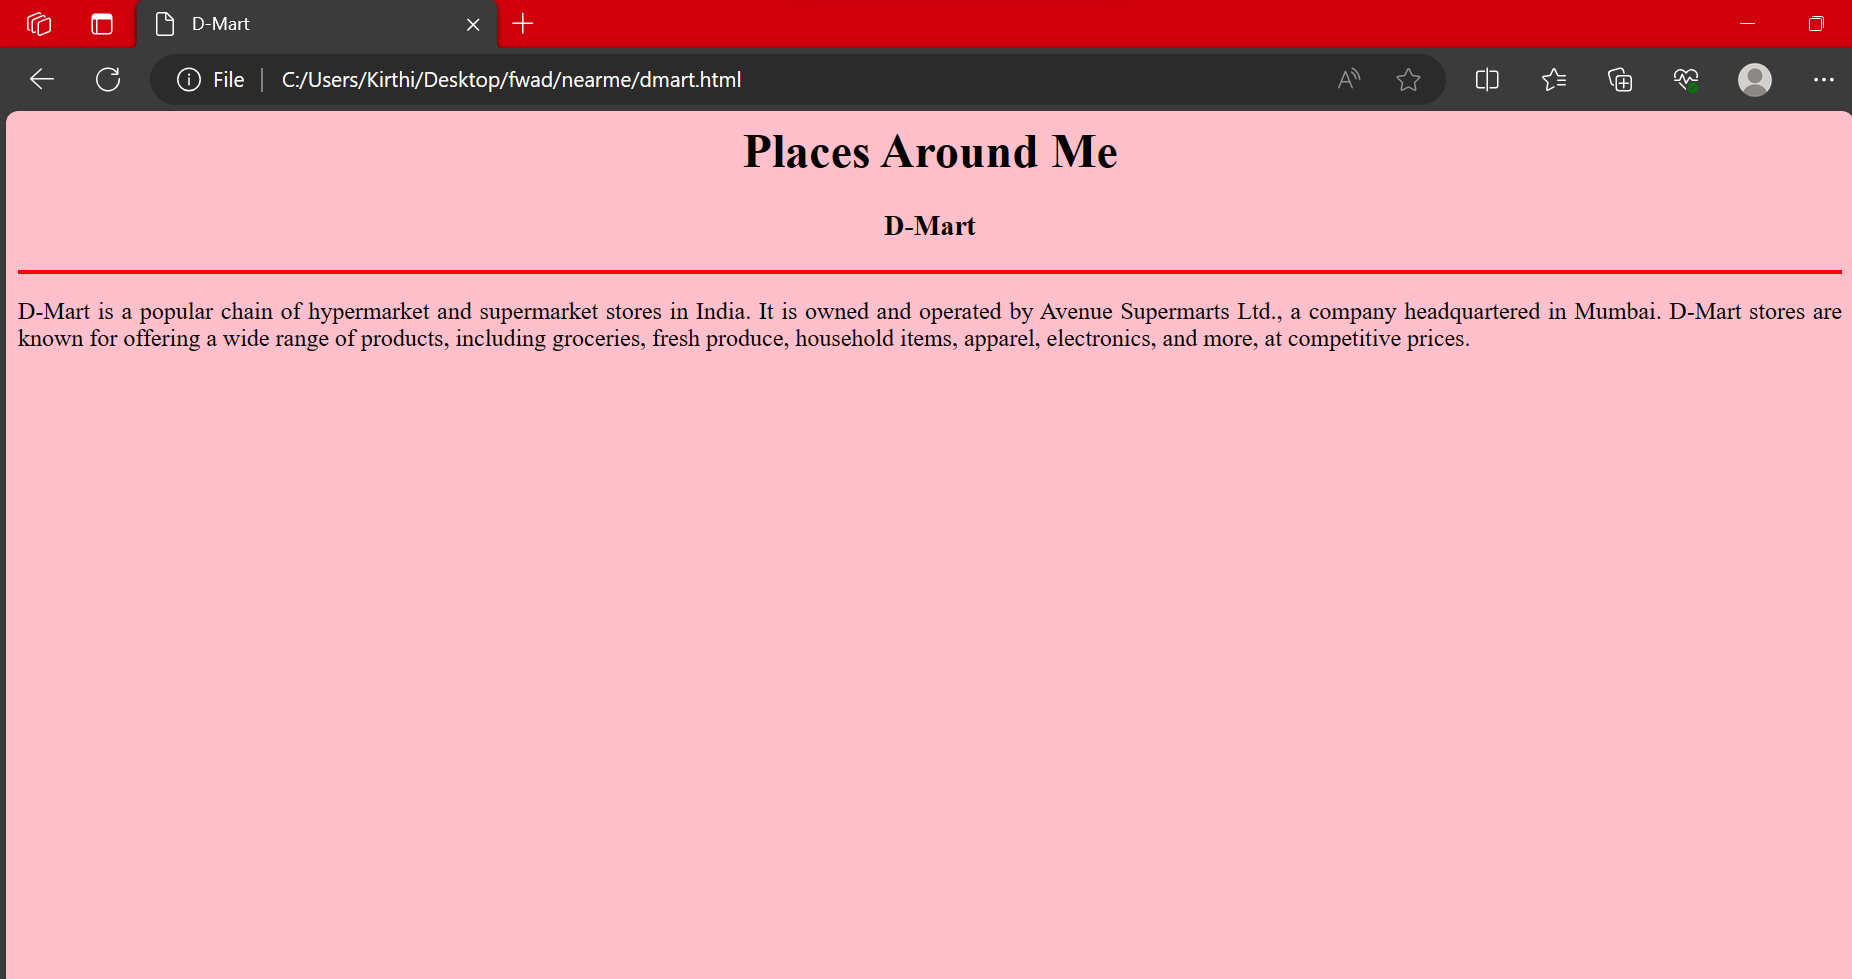 D-Mart
File
C:/Users/Kirthi/Desktop/fwad/nearme/dmart.html
Places Around Me
D-Mart
D-Mart is a popular chain of hypermarket and supermarket stores in India. It is owned and operated by Avenue Supermarts Ltd., a company headquartered in Mumbai. D-Mart stores are
known for offering a wide range of products, including groceries, fresh produce, household items, apparel, electronics, and more, at competitive prices.